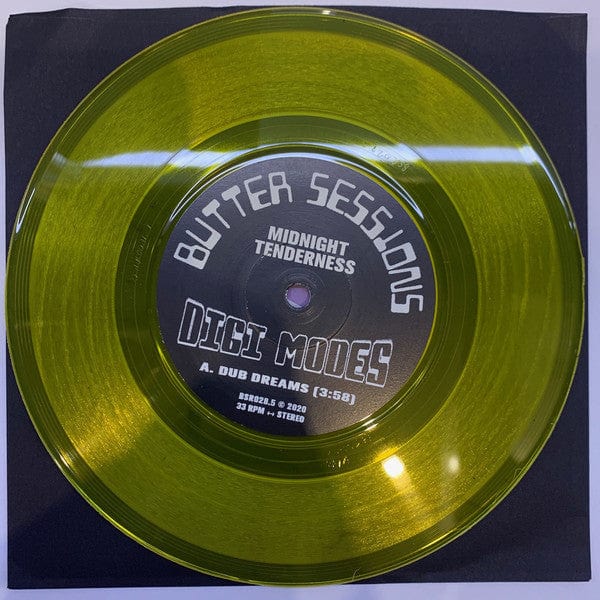 BUTTER SESSIONS
MIDNIGHT
TENDERNESS
DIGI MODES
A. DUB DREAMS (3:58)
BSR028.5 © 2020
33 RPM ↔ STEREO